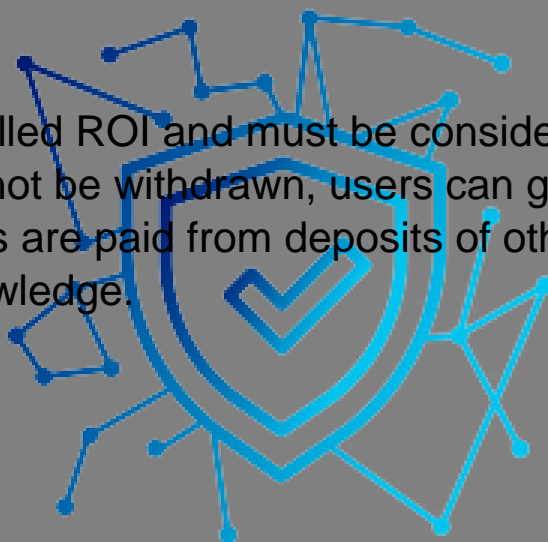 lled ROI and must be conside
not be withdrawn, users can g
s are paid from deposits of oth
wledge.